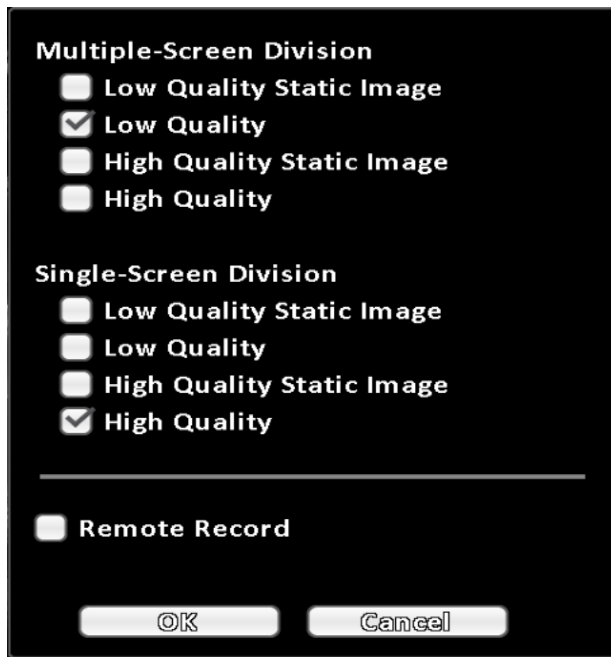 Multiple-Screen Division
Low Quality Static Image
Low Quality
High Quality Static Image
High Quality
Single-Screen Division
Low Quality Static Image
Low Quality
High Quality Static Image
High Quality
Remote Record
OK Cancel